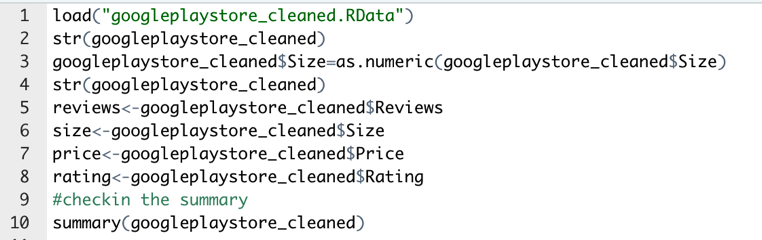 1 load("googleplaystore_cleaned.RData")
2 str(googleplaystore_cleaned)
3 googleplaystore_cleaned$Size=as.numeric(googleplaystore_cleaned$Size)
4 str(googleplaystore_cleaned)
5 reviews<-googleplaystore_cleaned$Reviews
6 size<-googleplaystore_cleaned$Size
7 price<-googleplaystore_cleaned$Price
8 rating<-googleplaystore_cleaned$Rating
9 #checkin the summary
10 summary(googleplaystore_cleaned)